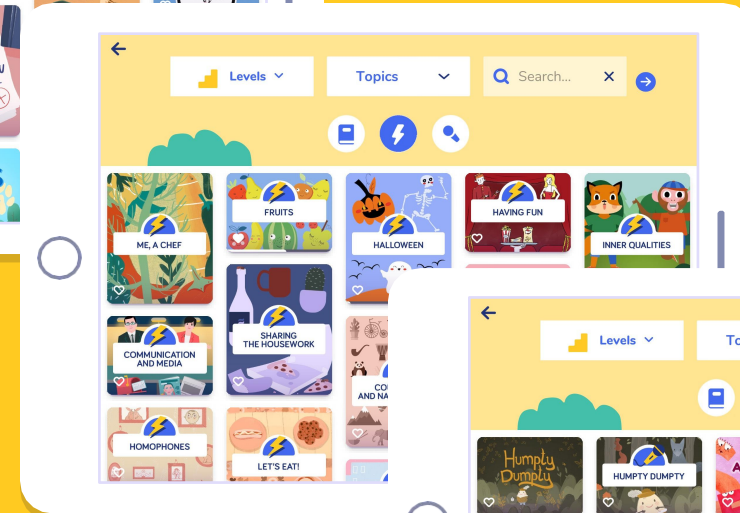 Levels
Topics
Search...
ME, A CHEF
FRUITS
HALLOWEEN
HAVING FUN
INNER QUALITIES
COMMUNICATION
AND MEDIA
SHARING
THE HOUSEWORK
HOMOPHONES
LET'S EAT!
Levels
Humpty
Dumpty
HUMPTY DUMPTY